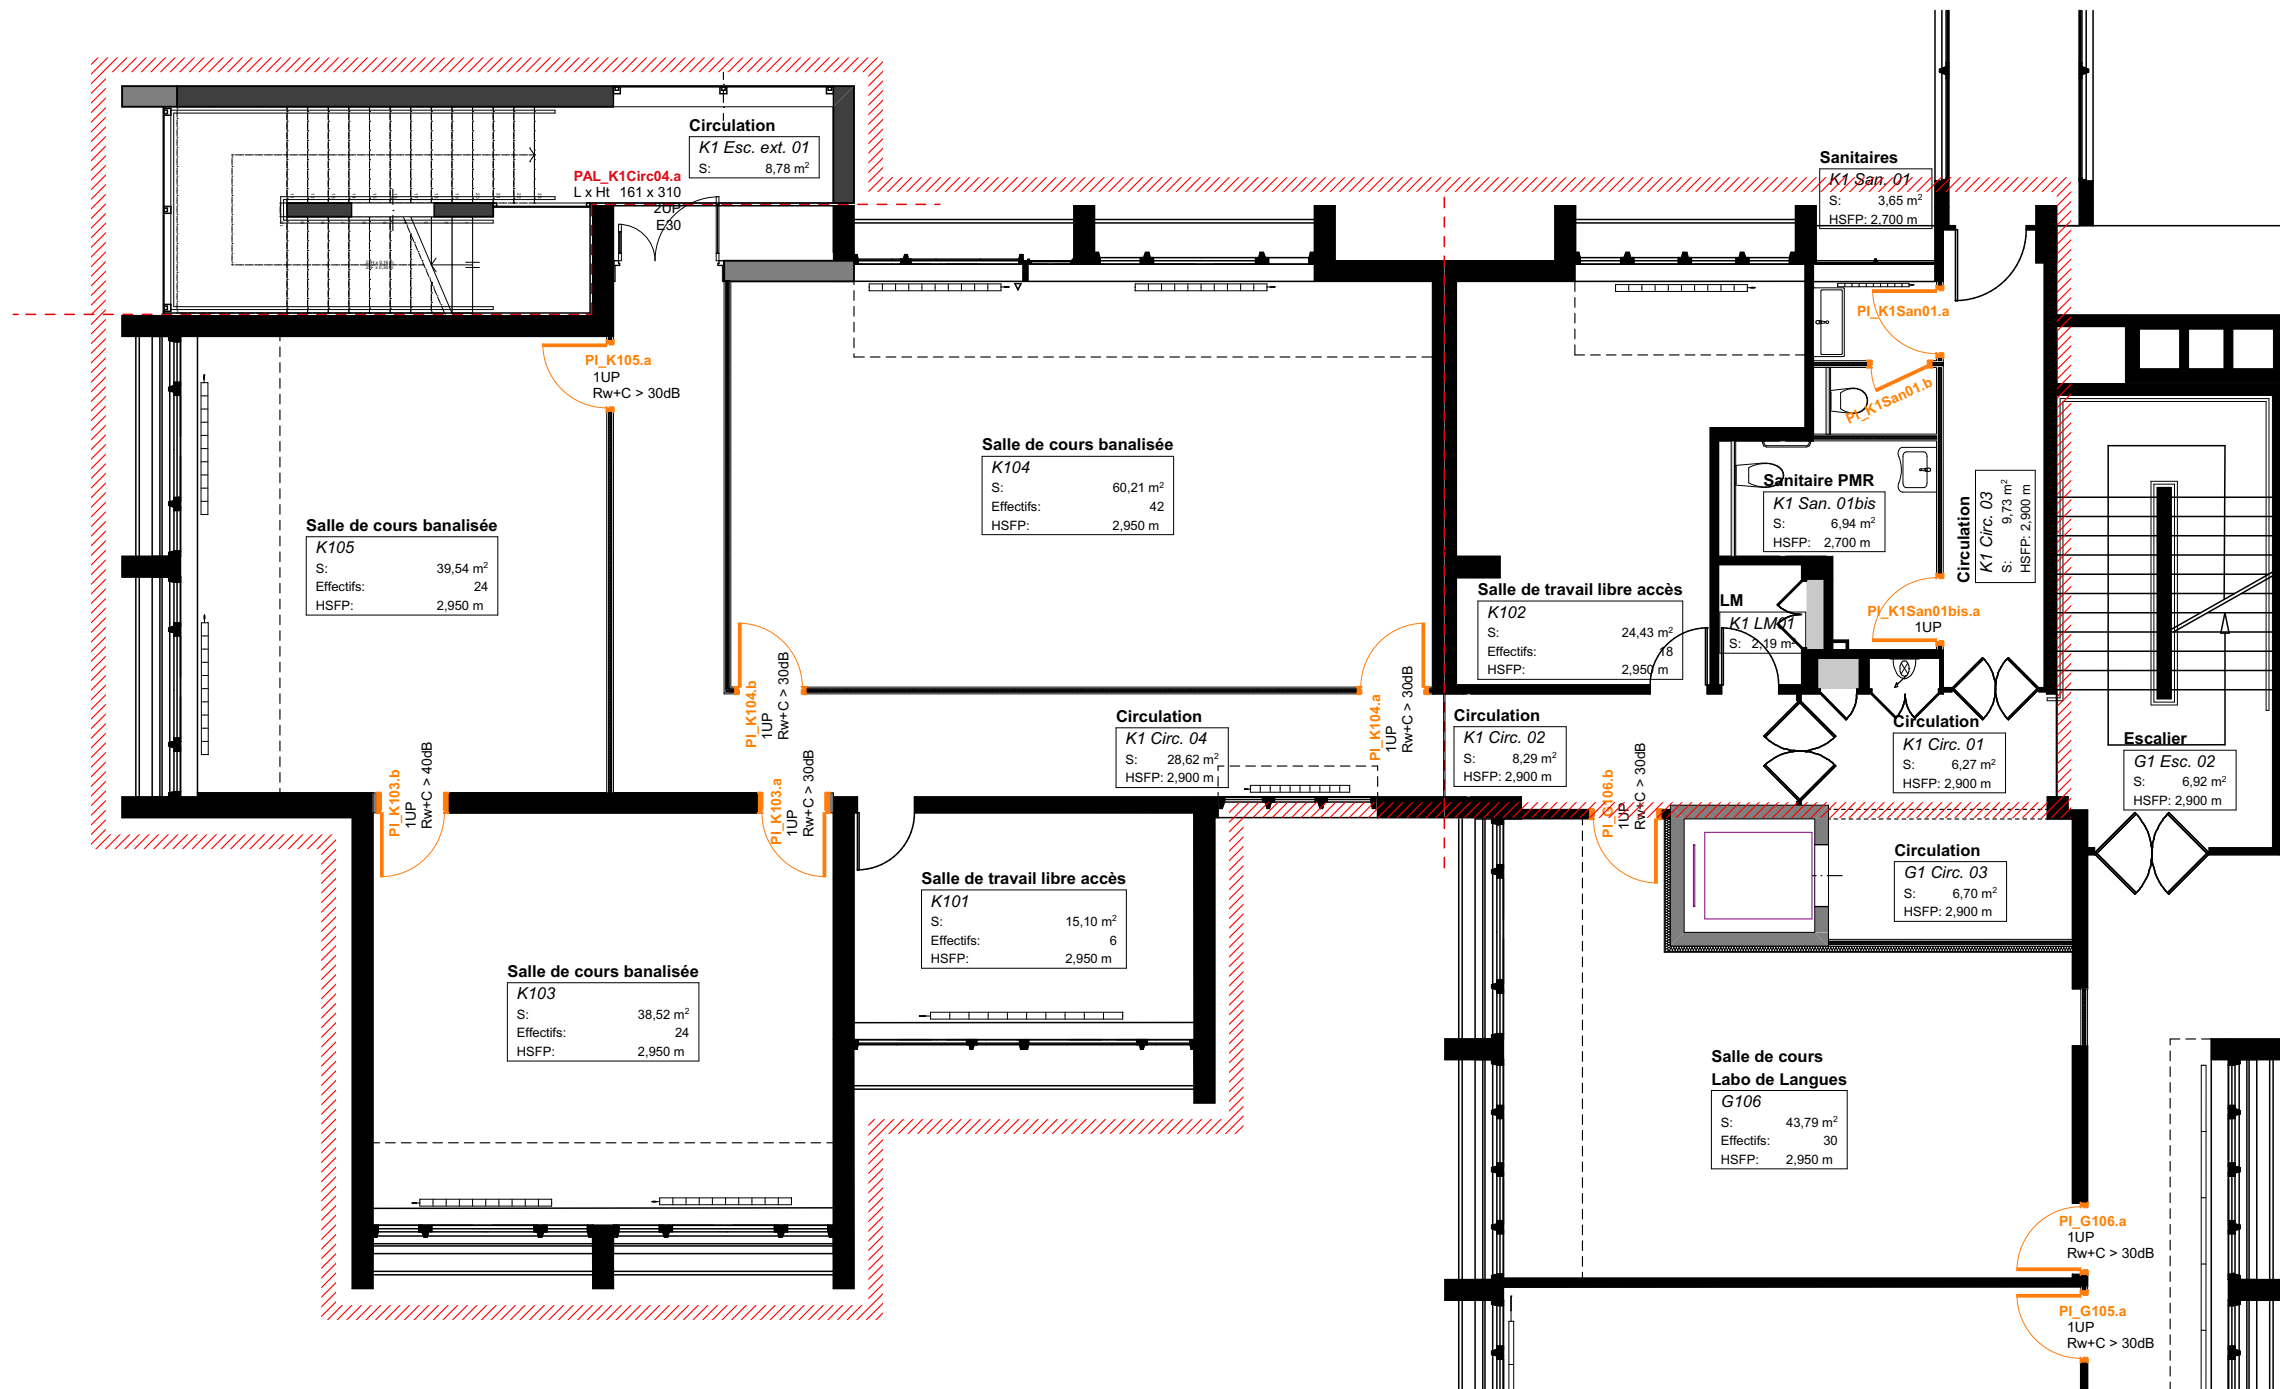 Circulation
K1 Esc. ext. 01
S: 8,78 m²
PAL_K1Circ04.a
L x Ht 161 x 310
2UP
E30
Sanitaires
K1 San. 01
S: 3,65 m²
HSFP: 2,700 m
PI_K1San01.a
PI_K1San01.b
PI_K105.a
1UP
Rw+C > 30dB
Salle de cours banalisée
K104
S: 60,21 m²
Effectifs: 42
HSFP: 2,950 m
Sanitaire PMR
K1 San. 01bis
S: 6,94 m²
HSFP: 2,700 m
Circulation
K1 Circ. 03
S: 9,73 m²
HSFP: 2,900 m
Salle de cours banalisée
K105
S: 39,54 m²
Effectifs: 24
HSFP: 2,950 m
Salle de travail libre accès
K102
S: 24,43 m²
Effectifs: 18
HSFP: 2,950 m
LM
K1 LM01
S: 2,19 m²
PI_K1San01bis.a
1UP
PI_K104.b
1UP
Rw+C > 30dB
PI_K104.a
1UP
Rw+C > 30dB
Circulation
K1 Circ. 04
S: 28,62 m²
HSFP: 2,900 m
Circulation
K1 Circ. 02
S: 8,29 m²
HSFP: 2,900 m
Circulation
K1 Circ. 01
S: 6,27 m²
HSFP: 2,900 m
Escalier
G1 Esc. 02
S: 6,92 m²
HSFP: 2,900 m
PI_K103.b
1UP
Rw+C > 40dB
PI_K103.a
1UP
Rw+C > 30dB
PI_G106.b
1UP
Rw+C > 30dB
Salle de travail libre accès
K101
S: 15,10 m²
Effectifs: 6
HSFP: 2,950 m
Circulation
G1 Circ. 03
S: 6,70 m²
HSFP: 2,900 m
Salle de cours banalisée
K103
S: 38,52 m²
Effectifs: 24
HSFP: 2,950 m
Salle de cours
Labo de Langues
G106
S: 43,79 m²
Effectifs: 30
HSFP: 2,950 m
PI_G106.a
1UP
Rw+C > 30dB
PI_G105.a
1UP
Rw+C > 30dB